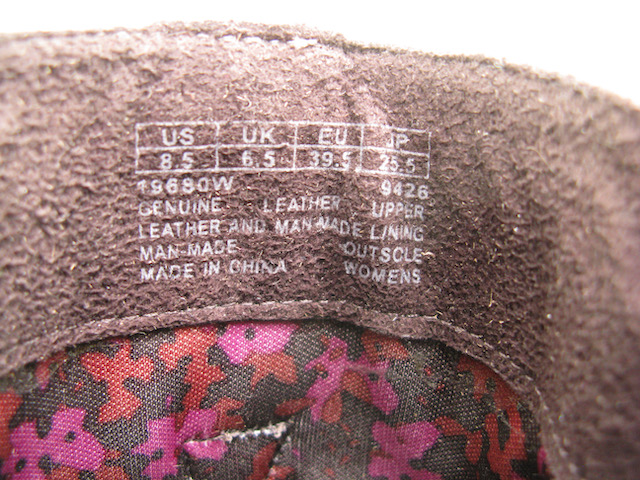 US UK EU JP
8.5 6.5 39.5 25.5
19680W 9426
GENUINE LEATHER UPPER
LEATHER AND MAN-MADE LINING
MAN-MADE OUTSOLE
MADE IN CHINA WOMENS